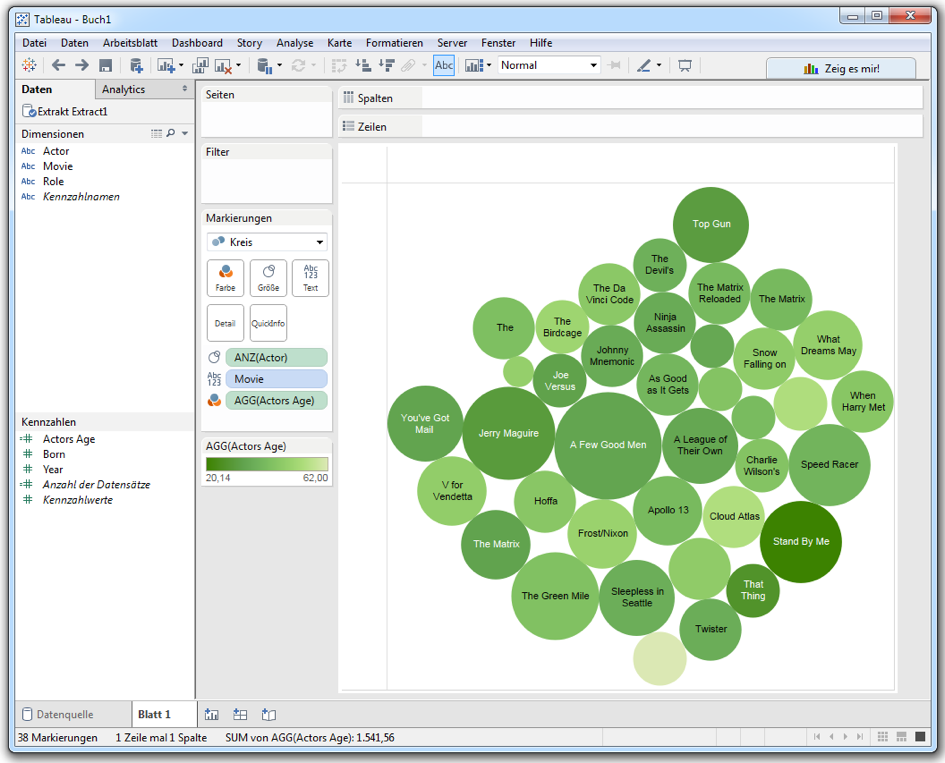 Tableau - Buch1
Datei Daten Arbeitsblatt Dashboard Story Analyse Karte Formatieren Server Fenster Hilfe
Abc Normal Zeig es mir!
Daten Analytics
Extrakt Extract1
Dimensionen
Abc Actor
Abc Movie
Abc Role
Abc Kennzahlnamen
Kennzahlen
Actors Age
Born
Year
Anzahl der Datensätze
Kennzahlwerte
Seiten
Filter
Markierungen
Kreis
Farbe
Größe
Abc
123
Text
Detail
QuickInfo
ANZ(Actor)
Abc
123
Movie
AGG(Actors Age)
AGG(Actors Age)
20,14 62,00
Spalten
Zeilen
Top Gun
The
Devil's
The Da
Vinci Code
The Matrix
Reloaded
The Matrix
The
The
Birdcage
Ninja
Assassin
What
Dreams May
Johnny
Mnemonic
Snow
Falling on
Joe
Versus
As Good
as It Gets
When
Harry Met
You've Got
Mail
Jerry Maguire
A Few Good Men
A League of
Their Own
Charlie
Wilson's
Speed Racer
V for
Vendetta
Hoffa
Apollo 13
Cloud Atlas
Frost/Nixon
The Matrix
Stand By Me
The Green Mile
Sleepless in
Seattle
That
Thing
Twister
Datenquelle Blatt 1
38 Markierungen 1 Zeile mal 1 Spalte SUM von AGG(Actors Age): 1.541,56